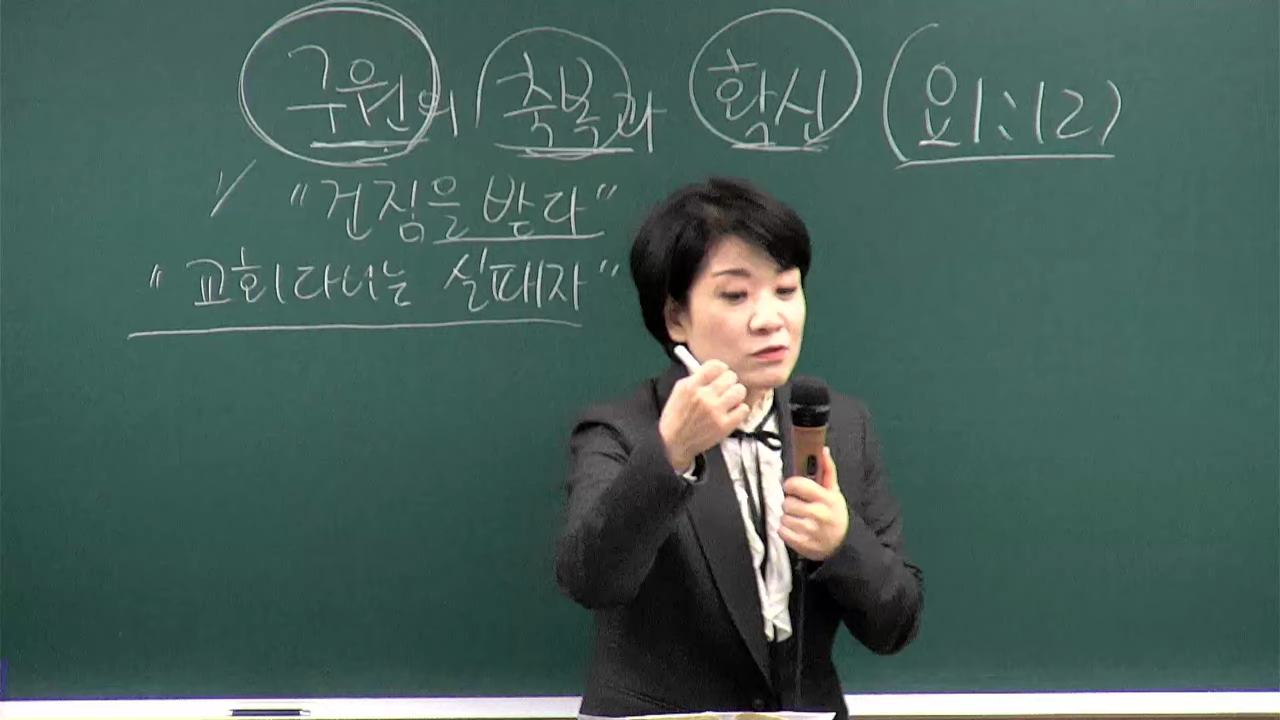 구원의 축복과 확신 (요1:12)
1/ "건짐을 받다"
"교회다니는 실패자"